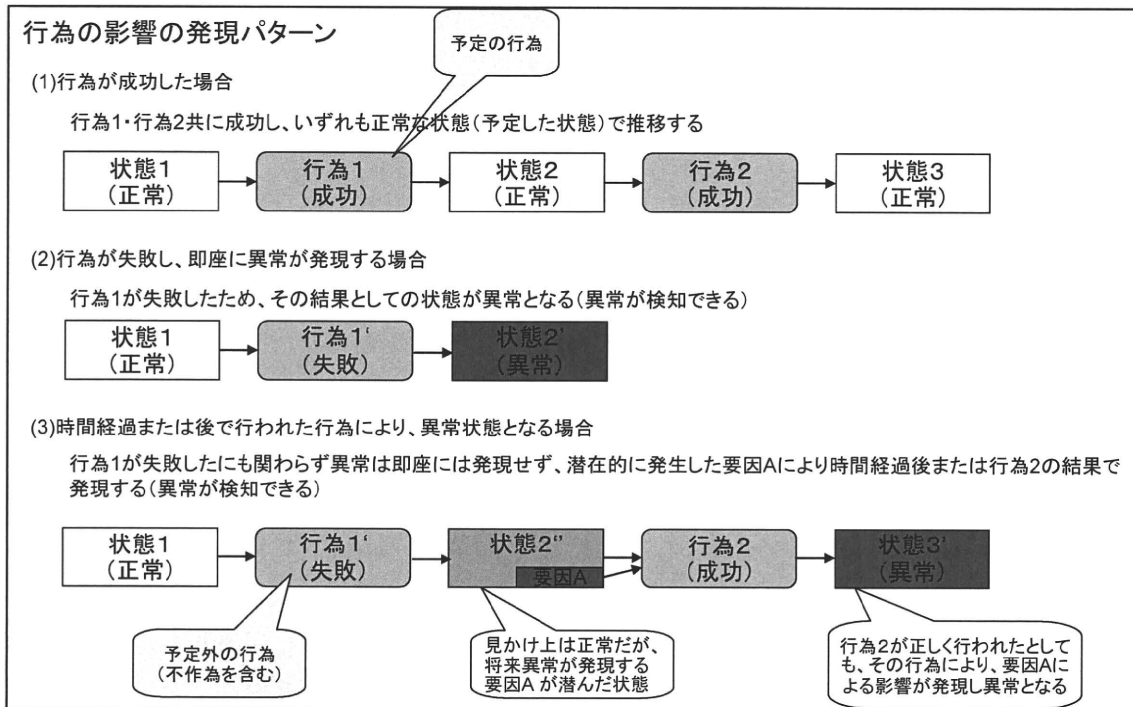 行為の影響の発現パターン
予定の行為
(1)行為が成功した場合
行為1・行為2共に成功し、いずれも正常な状態(予定した状態)で推移する
状態1
(正常)
行為1
(成功)
状態2
(正常)
行為2
(成功)
状態3
(正常)
(2)行為が失敗し、即座に異常が発現する場合
行為1が失敗したため、その結果としての状態が異常となる(異常が検知できる)
状態1
(正常)
行為1‘
(失敗)
状態2’
(異常)
(3)時間経過または後で行われた行為により、異常状態となる場合
行為1が失敗したにも関わらず異常は即座には発現せず、潜在的に発生した要因Aにより時間経過後または行為2の結果で
発現する(異常が検知できる)
状態1
(正常)
行為1‘
(失敗)
状態2‘’
要因A
行為2
(成功)
状態3’
(異常)
予定外の行為
(不作為を含む)
見かけ上は正常だが、
将来異常が発現する
要因A が潜んだ状態
行為2が正しく行われたとして
も、その行為により、要因Aに
よる影響が発現し異常となる